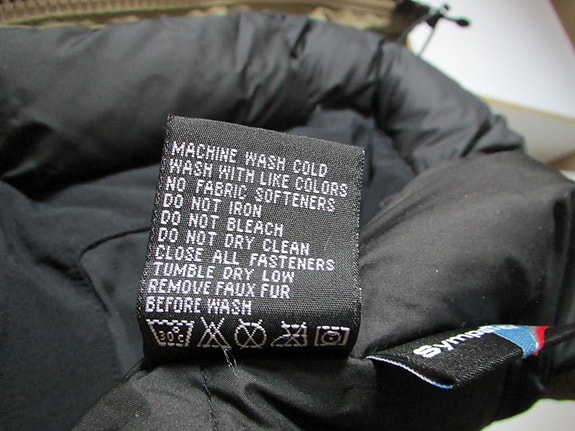 MACHINE WASH COLD
WASH WITH LIKE COLORS
NO FABRIC SOFTENERS
DO NOT IRON
DO NOT BLEACH
DO NOT DRY CLEAN
CLOSE ALL FASTENERS
TUMBLE DRY LOW
REMOVE FAUX FUR
BEFORE WASH
30C